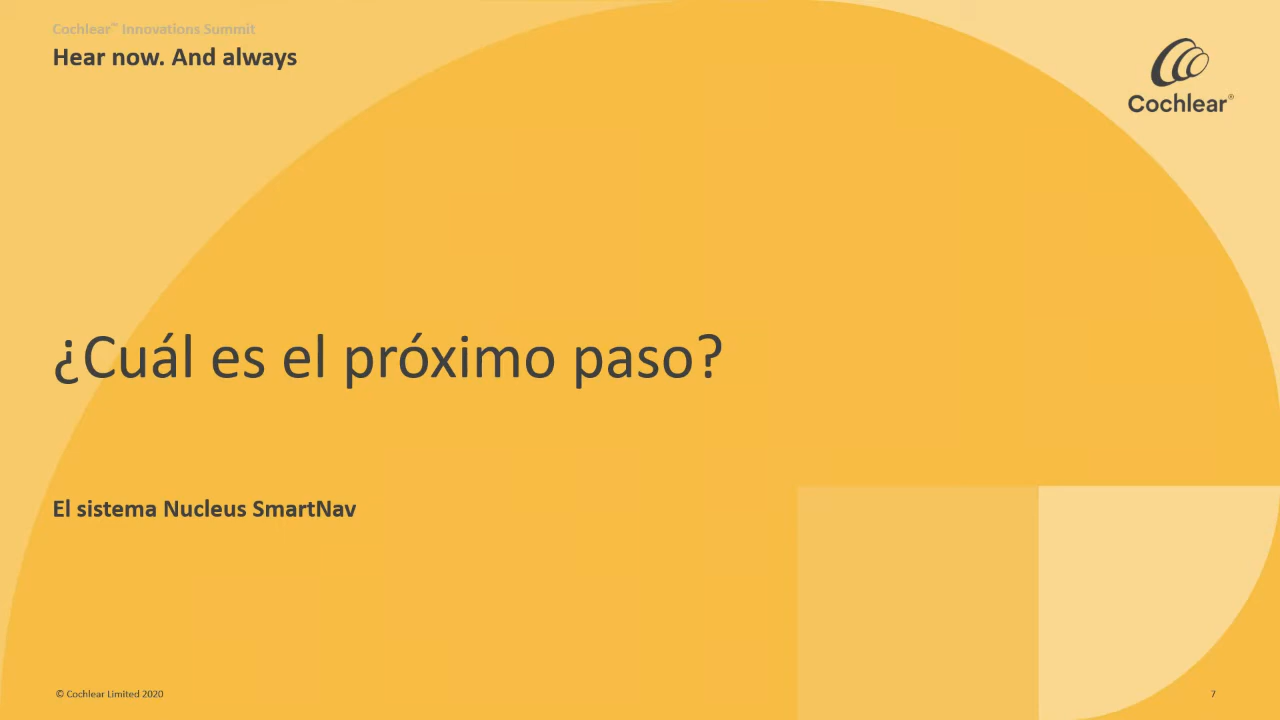 Cochlear™ Innovations Summit
Hear now. And always
Cochlear®
¿Cuál es el próximo paso?
El sistema Nucleus SmartNav
© Cochlear Limited 2020
7